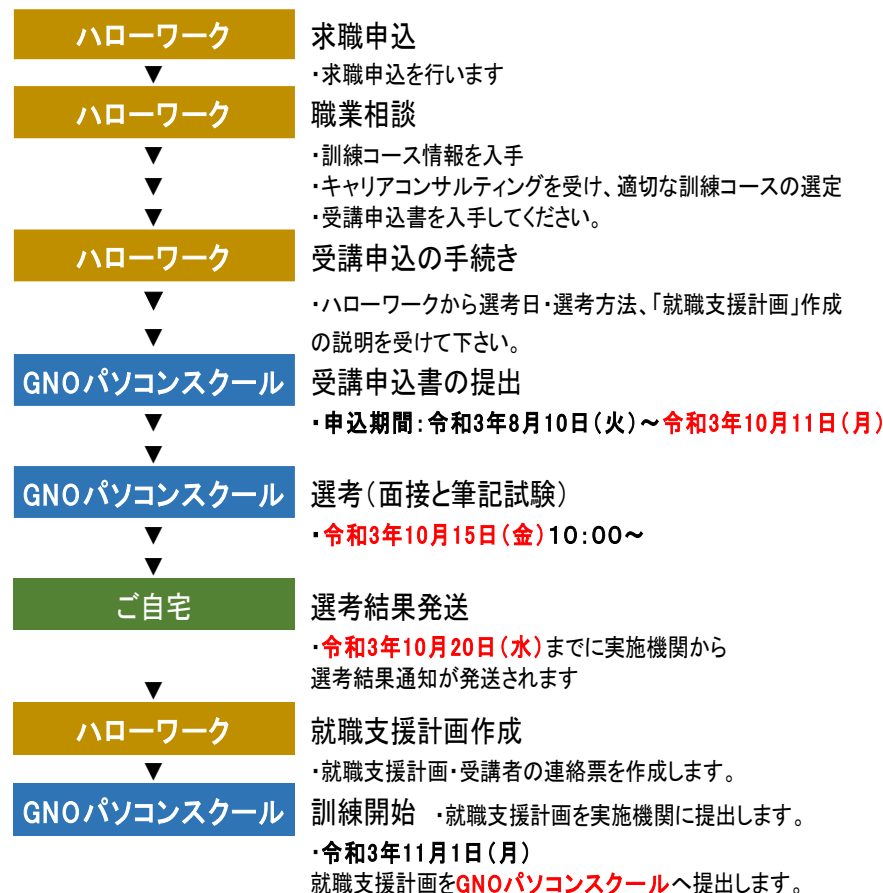 ハローワーク 求職申込
▼ ・求職申込を行います
ハローワーク 職業相談
▼ ・訓練コース情報を入手
▼ ・キャリアコンサルティングを受け、適切な訓練コースの選定
▼ ・受講申込書を入手してください。
ハローワーク 受講申込の手続き
▼ ・ハローワークから選考日・選考方法、「就職支援計画」作成
▼ の説明を受けて下さい。
GNOパソコンスクール 受講申込書の提出
▼ ・申込期間:令和3年8月10日(火)～令和3年10月11日(月)
▼
GNOパソコンスクール 選考(面接と筆記試験)
▼ ・令和3年10月15日(金)10:00～
▼
ご自宅 選考結果発送
・令和3年10月20日(水)までに実施機関から
選考結果通知が発送されます
▼
ハローワーク 就職支援計画作成
▼ ・就職支援計画・受講者の連絡票を作成します。
GNOパソコンスクール 訓練開始 ・就職支援計画を実施機関に提出します。
・令和3年11月1日(月)
就職支援計画をGNOパソコンスクールへ提出します。